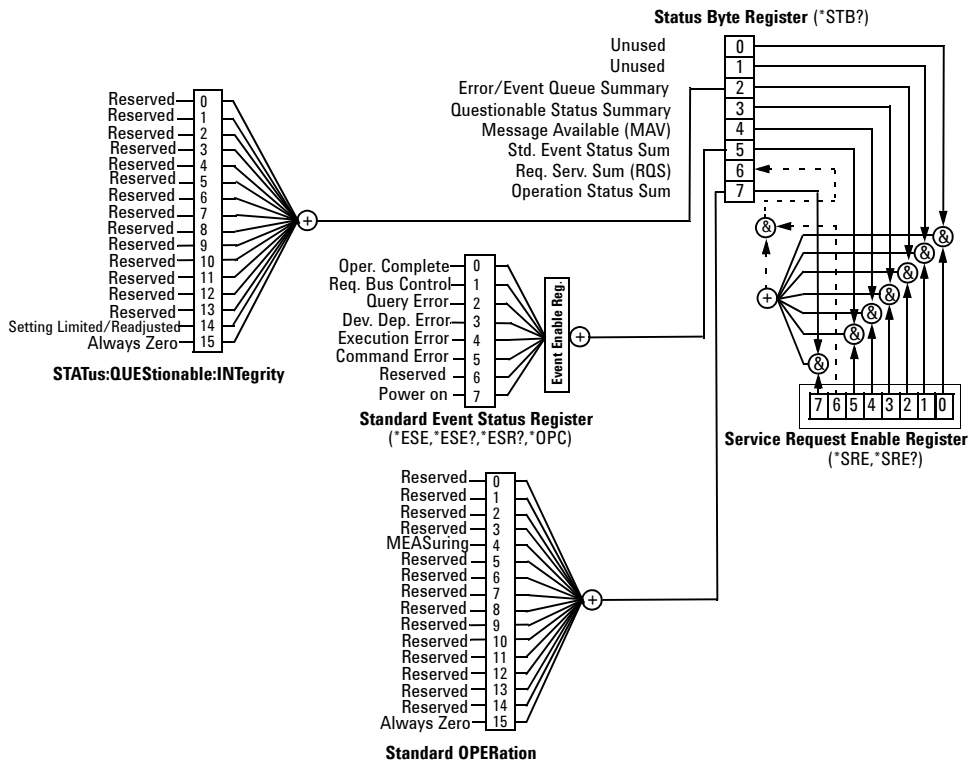 Status Byte Register (*STB?)
Unused 0
Unused 1
Error/Event Queue Summary 2
Questionable Status Summary 3
Message Available (MAV) 4
Std. Event Status Sum 5
Req. Serv. Sum (RQS) 6
Operation Status Sum 7
Reserved 0
Reserved 1
Reserved 2
Reserved 3
Reserved 4
Reserved 5
Reserved 6
Reserved 7
Reserved 8
Reserved 9
Reserved 10
Reserved 11
Reserved 12
Reserved 13
Setting Limited/Readjusted 14
Always Zero 15
+
STATus:QUEStionable:INTegrity
Oper. Complete 0
Req. Bus Control 1
Query Error 2
Dev. Dep. Error 3
Execution Error 4
Command Error 5
Reserved 6
Power on 7
Event Enable Reg.
+
Standard Event Status Register
(*ESE,*ESE?,*ESR?,*OPC)
&
+
&
&
&
&
&
&
&
7 6 5 4 3 2 1 0
Service Request Enable Register
(*SRE,*SRE?)
Reserved 0
Reserved 1
Reserved 2
Reserved 3
MEASuring 4
Reserved 5
Reserved 6
Reserved 7
Reserved 8
Reserved 9
Reserved 10
Reserved 11
Reserved 12
Reserved 13
Reserved 14
Always Zero 15
+
Standard OPERation